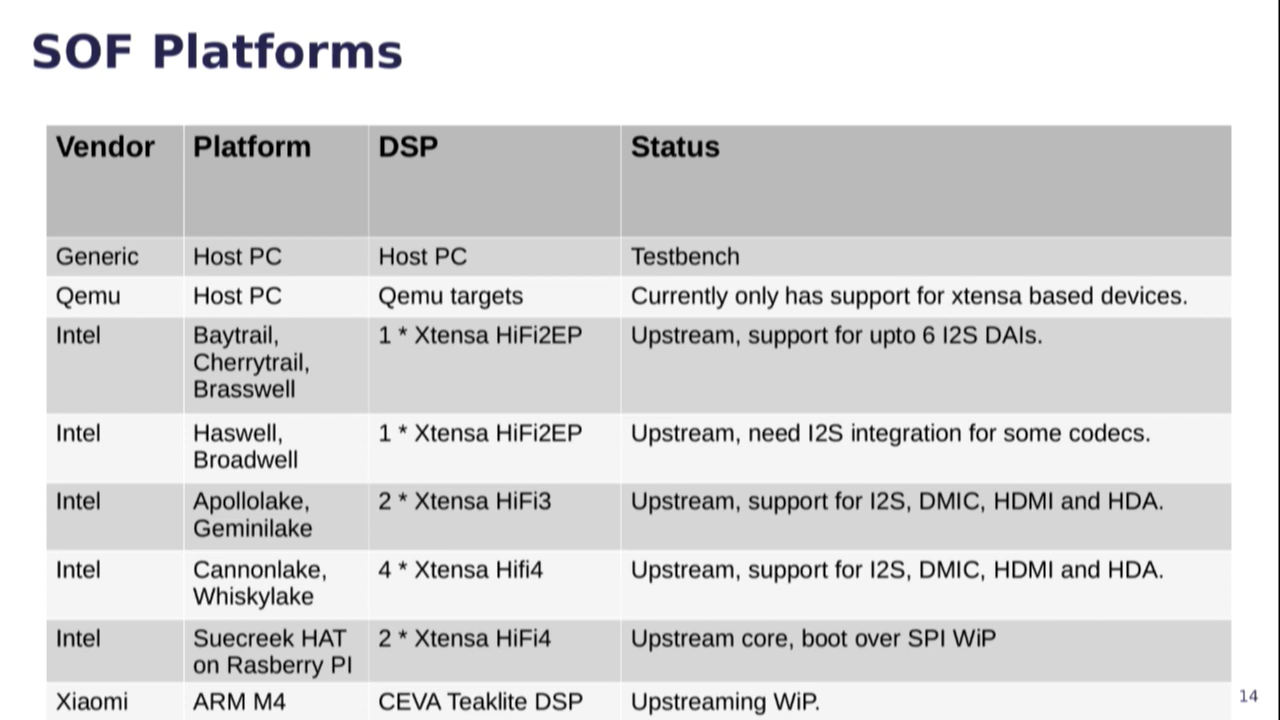 SOF Platforms
Vendor Platform DSP Status
Generic Host PC Host PC Testbench
Qemu Host PC Qemu targets Currently only has support for xtensa based devices.
Intel Baytrail, 1 * Xtensa HiFi2EP Upstream, support for upto 6 I2S DAIs.
Cherrytrail,
Brasswell
Intel Haswell, 1 * Xtensa HiFi2EP Upstream, need I2S integration for some codecs.
Broadwell
Intel Apollolake, 2 * Xtensa HiFi3 Upstream, support for I2S, DMIC, HDMI and HDA.
Geminilake
Intel Cannonlake, 4 * Xtensa Hifi4 Upstream, support for I2S, DMIC, HDMI and HDA.
Whiskylake
Intel Suecreek HAT 2 * Xtensa HiFi4 Upstream core, boot over SPI WiP
on Rasberry PI
Xiaomi ARM M4 CEVA Teaklite DSP Upstreaming WiP.
14